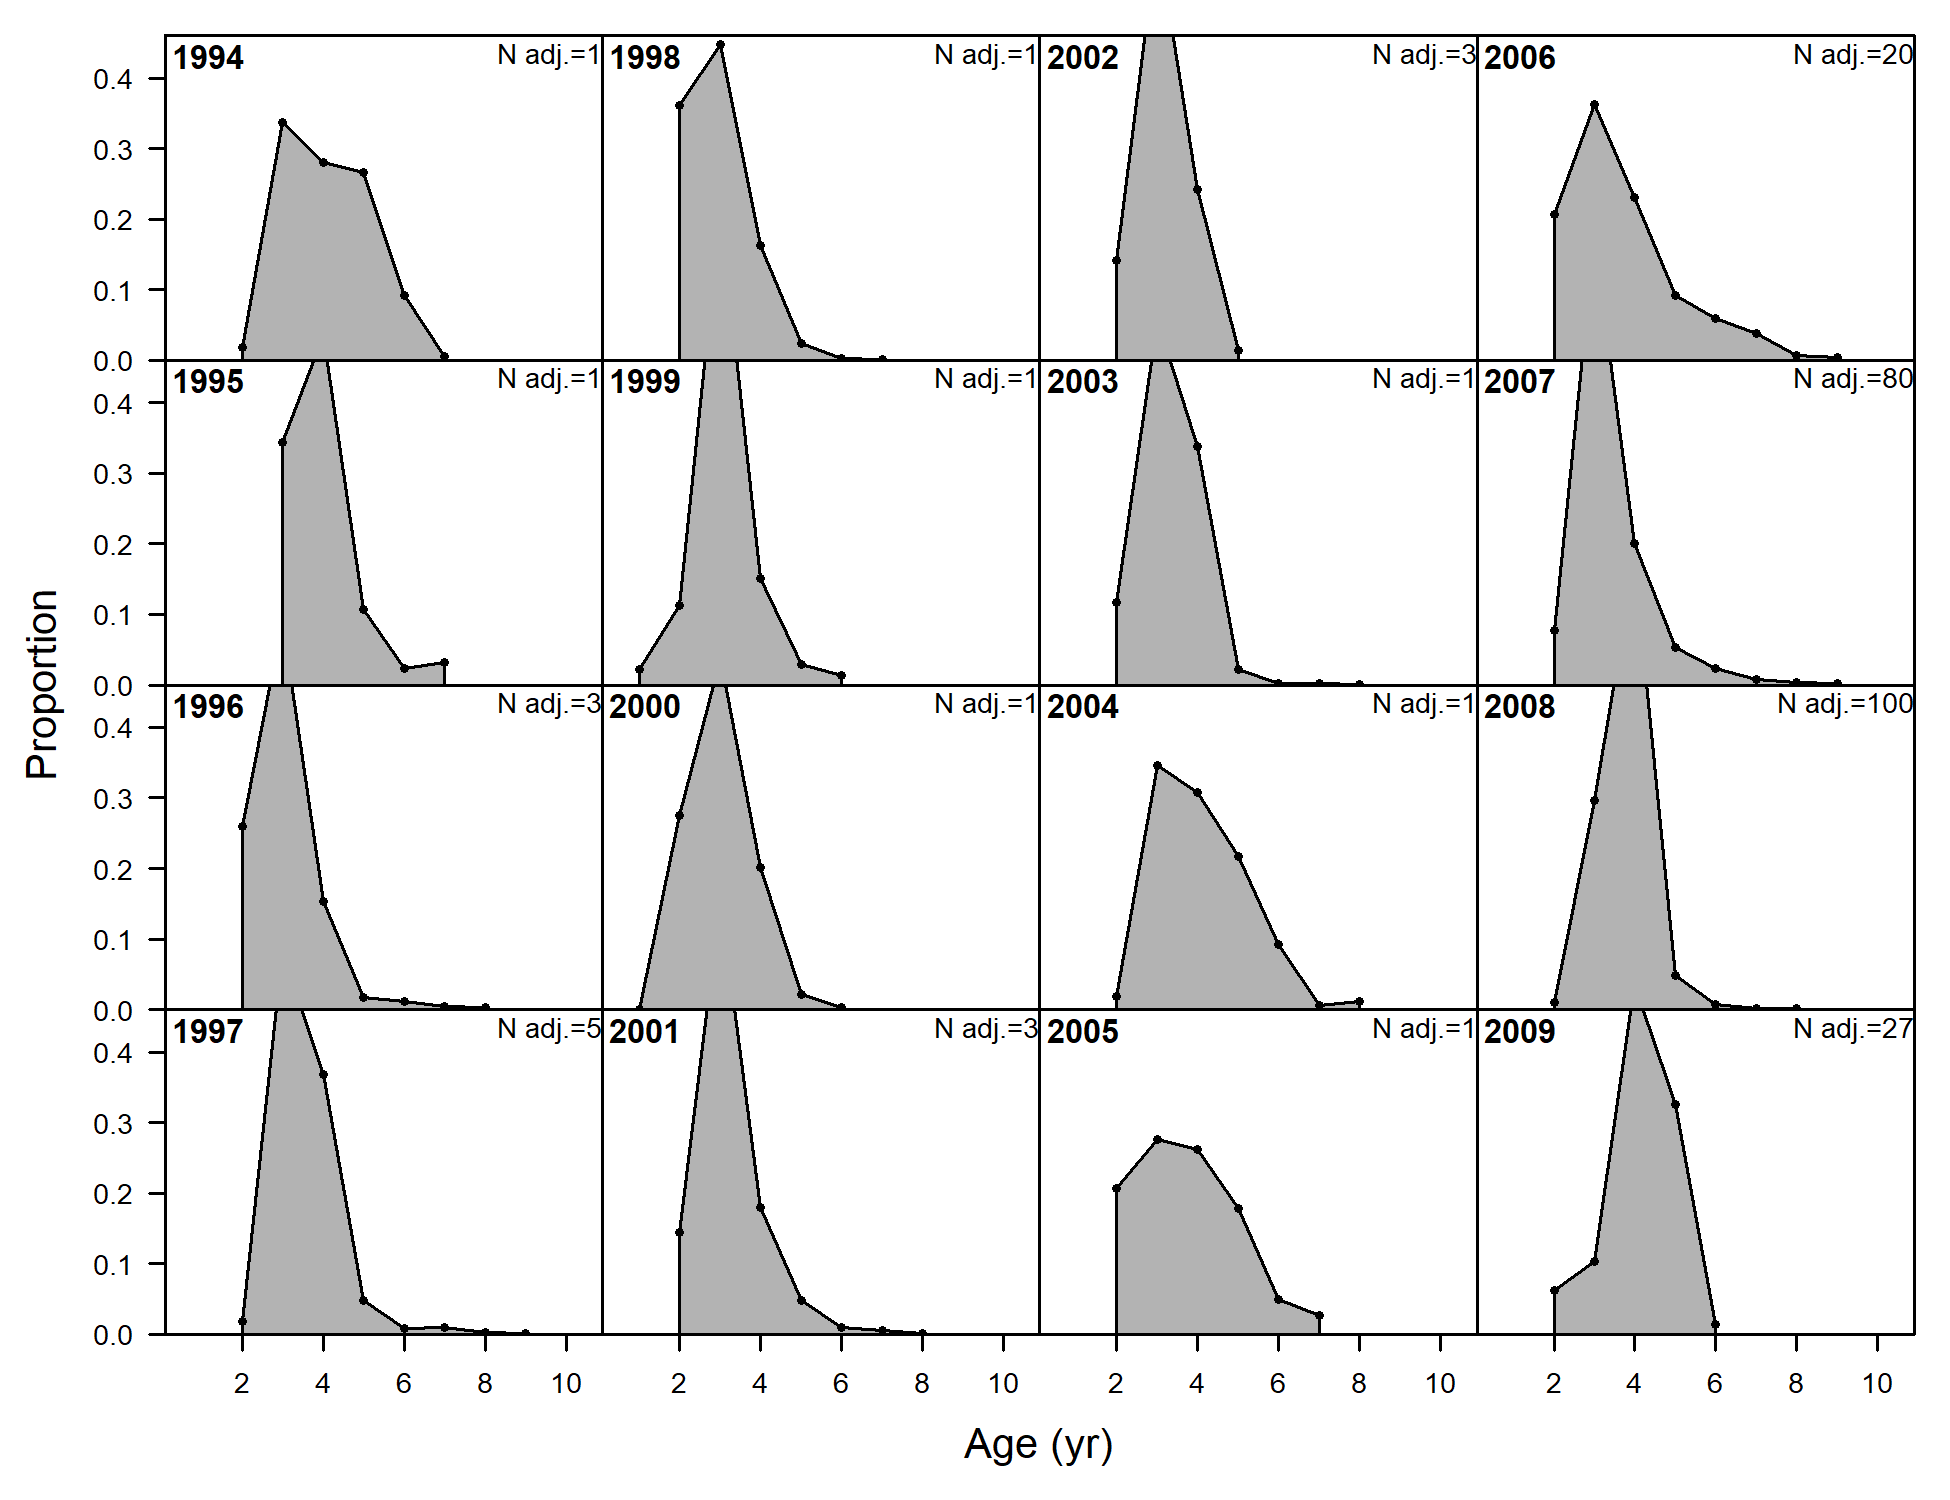 1994 N adj.=1
1998 N adj.=1
2002 N adj.=3
2006 N adj.=20
0.4
0.3
0.2
0.1
0.0
1995 N adj.=1
1999 N adj.=1
2003 N adj.=1
2007 N adj.=80
0.4
0.3
0.2
0.1
0.0
1996 N adj.=3
2000 N adj.=1
2004 N adj.=1
2008 N adj.=100
0.4
0.3
0.2
0.1
0.0
1997 N adj.=5
2001 N adj.=3
2005 N adj.=1
2009 N adj.=27
0.4
0.3
0.2
0.1
0.0
Proportion
2 4 6 8 10
2 4 6 8 10
2 4 6 8 10
2 4 6 8 10
Age (yr)